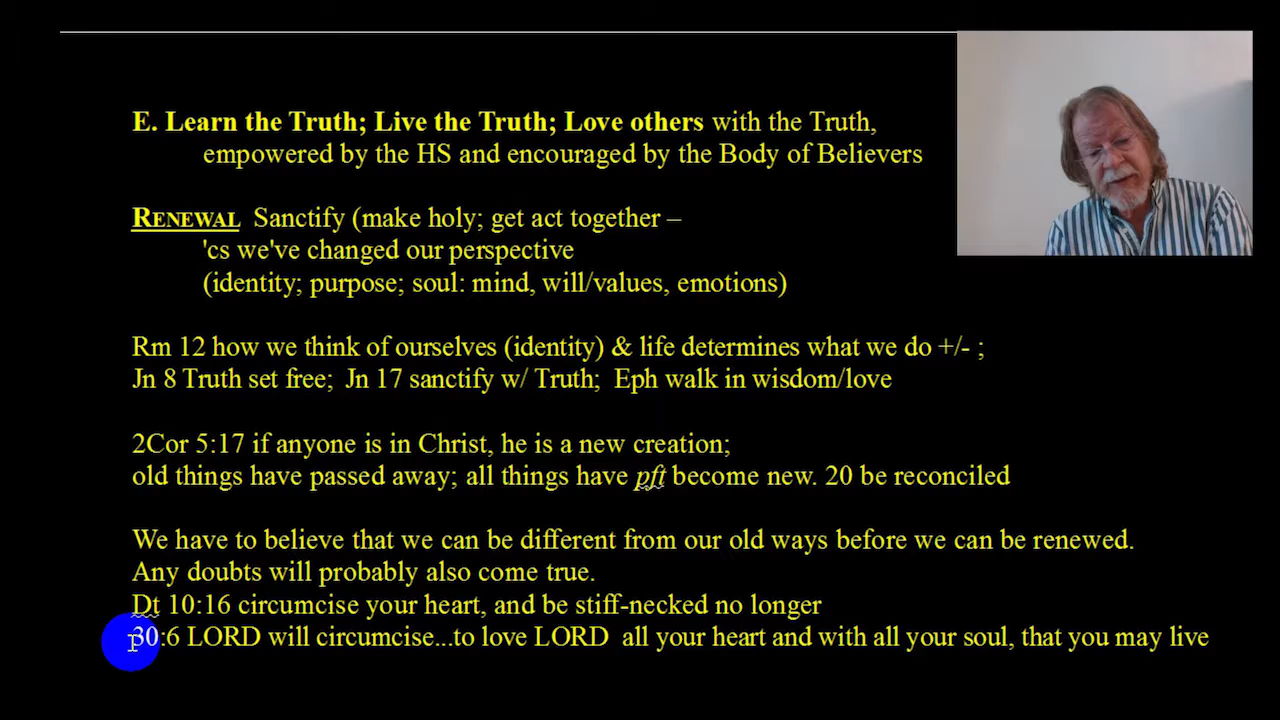 E. Learn the Truth; Live the Truth; Love others with the Truth,
empowered by the HS and encouraged by the Body of Believers
RENEWAL Sanctify (make holy; get act together –
'cs we've changed our perspective
(identity; purpose; soul: mind, will/values, emotions)
Rm 12 how we think of ourselves (identity) & life determines what we do +/- ;
Jn 8 Truth set free; Jn 17 sanctify w/ Truth; Eph walk in wisdom/love
2Cor 5:17 if anyone is in Christ, he is a new creation;
old things have passed away; all things have pft become new. 20 be reconciled
We have to believe that we can be different from our old ways before we can be renewed.
Any doubts will probably also come true.
Dt 10:16 circumcise your heart, and be stiff-necked no longer
30:6 LORD will circumcise...to love LORD all your heart and with all your soul, that you may live